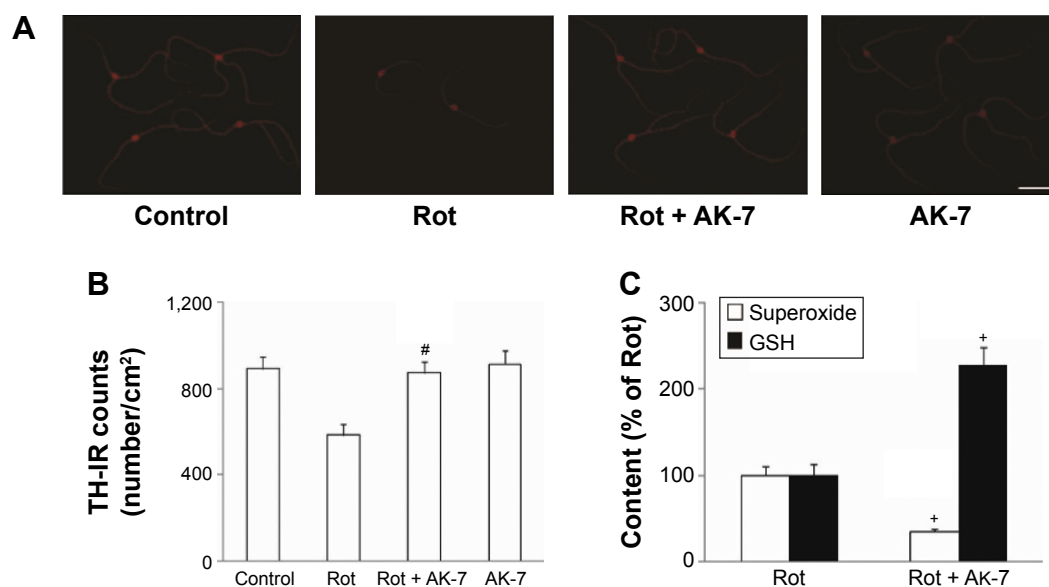 A
Control Rot Rot + AK-7 AK-7
B
TH-IR counts
(number/cm²)
1,200
800
400
0
#
Control Rot Rot + AK-7 AK-7
C
Content (% of Rot)
300
200
100
0
Superoxide
GSH
+
+
Rot Rot + AK-7